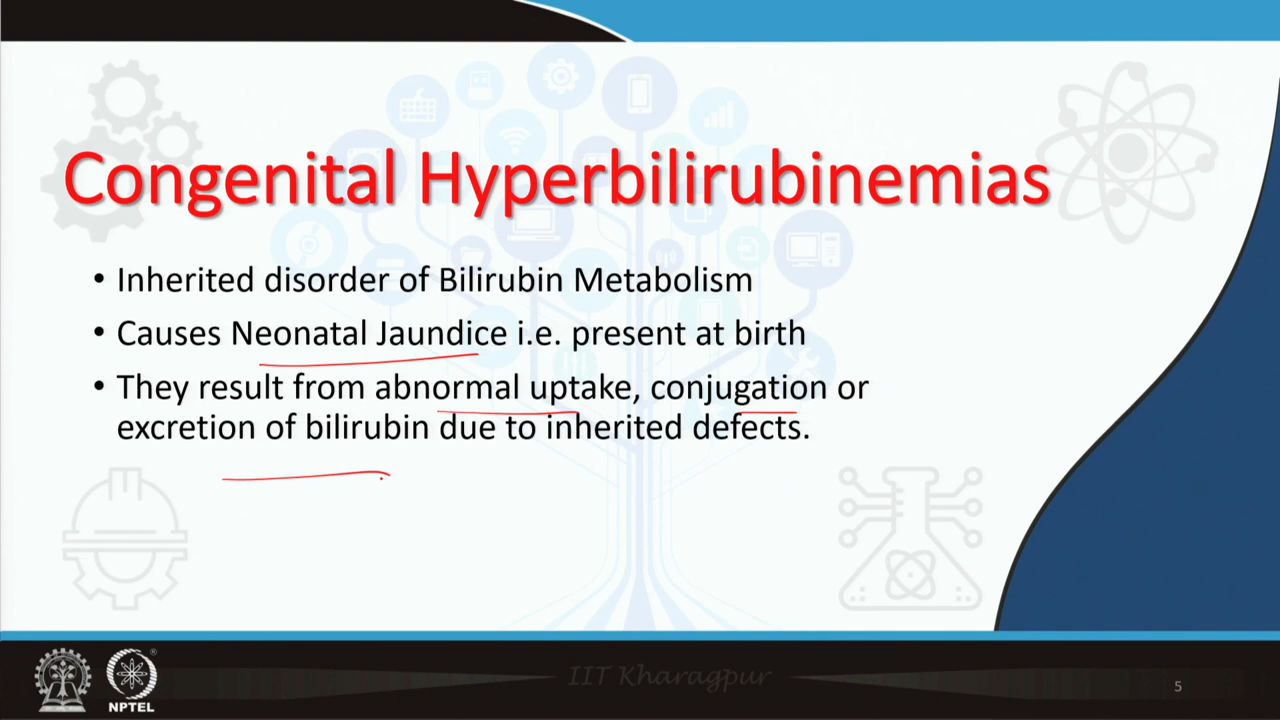 Congenital Hyperbilirubinemias
• Inherited disorder of Bilirubin Metabolism
• Causes Neonatal Jaundice i.e. present at birth
• They result from abnormal uptake, conjugation or
excretion of bilirubin due to inherited defects.
IIT Kharagpur
®
NPTEL
5